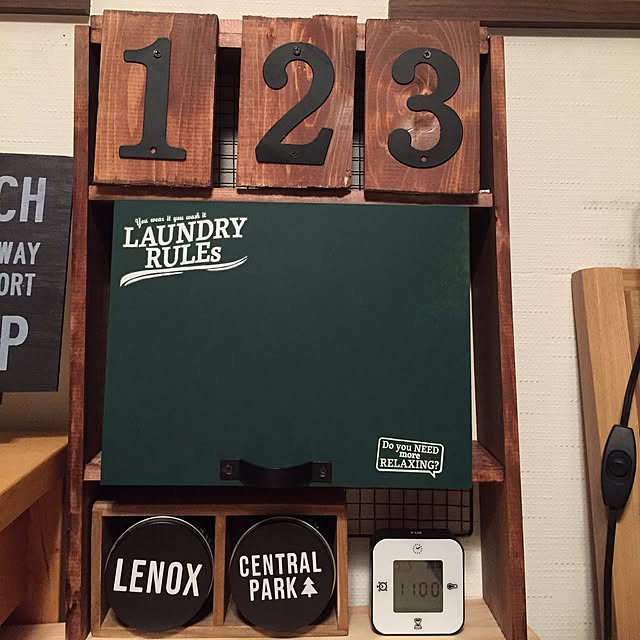 1 2 3
You wear it you wash it
LAUNDRY
RULEs
CH
WAY
ORT
P
Do you NEED
more
RELAXING?
LENOX
CENTRAL
PARK
11:00